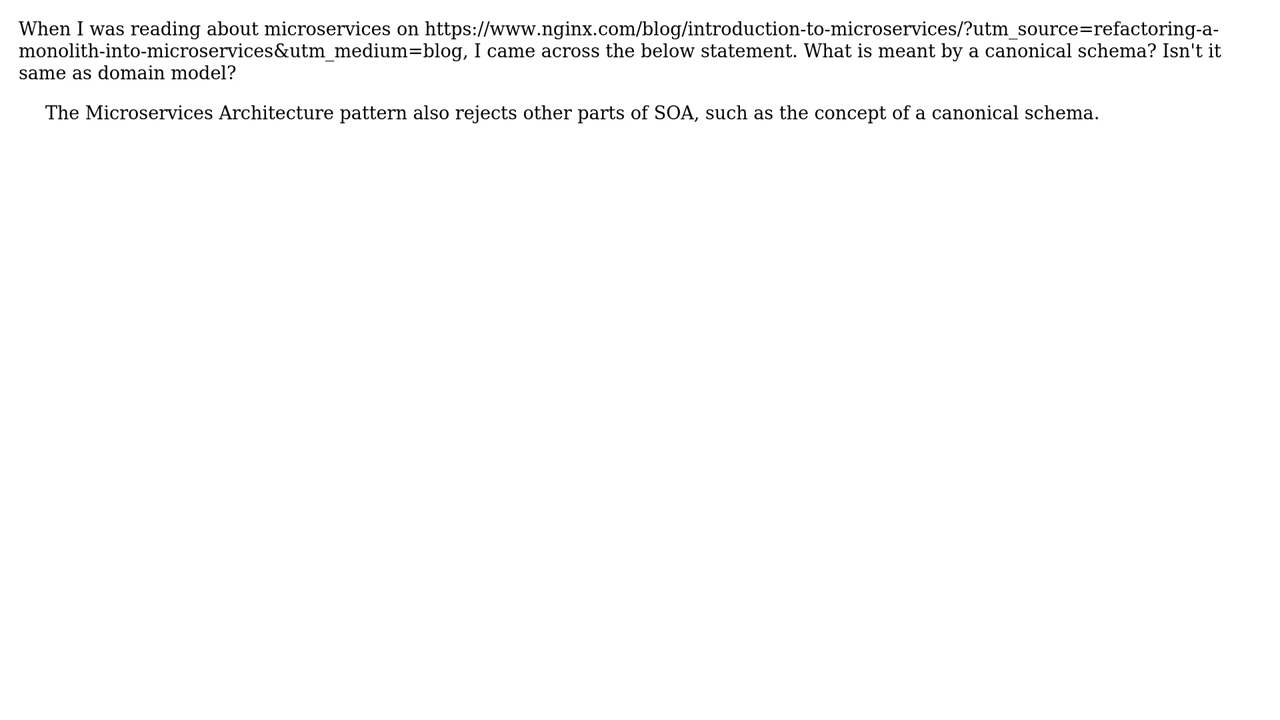 When I was reading about microservices on https://www.nginx.com/blog/introduction-to-microservices/?utm_source=refactoring-a-
monolith-into-microservices&utm_medium=blog, I came across the below statement. What is meant by a canonical schema? Isn't it
same as domain model?
The Microservices Architecture pattern also rejects other parts of SOA, such as the concept of a canonical schema.